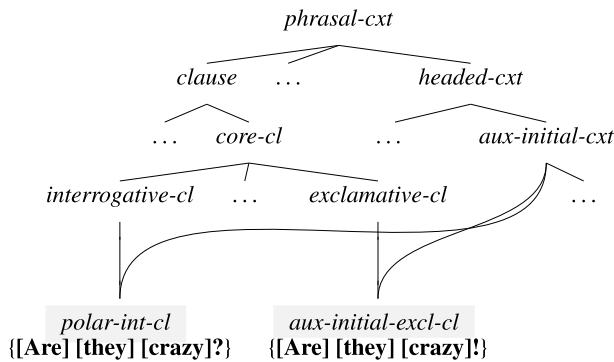 phrasal-cxt
clause ... headed-cxt
... core-cl ... aux-initial-cxt
interrogative-cl ... exclamative-cl ...
polar-int-cl aux-initial-excl-cl
{[Are] [they] [crazy]?} {[Are] [they] [crazy]!}